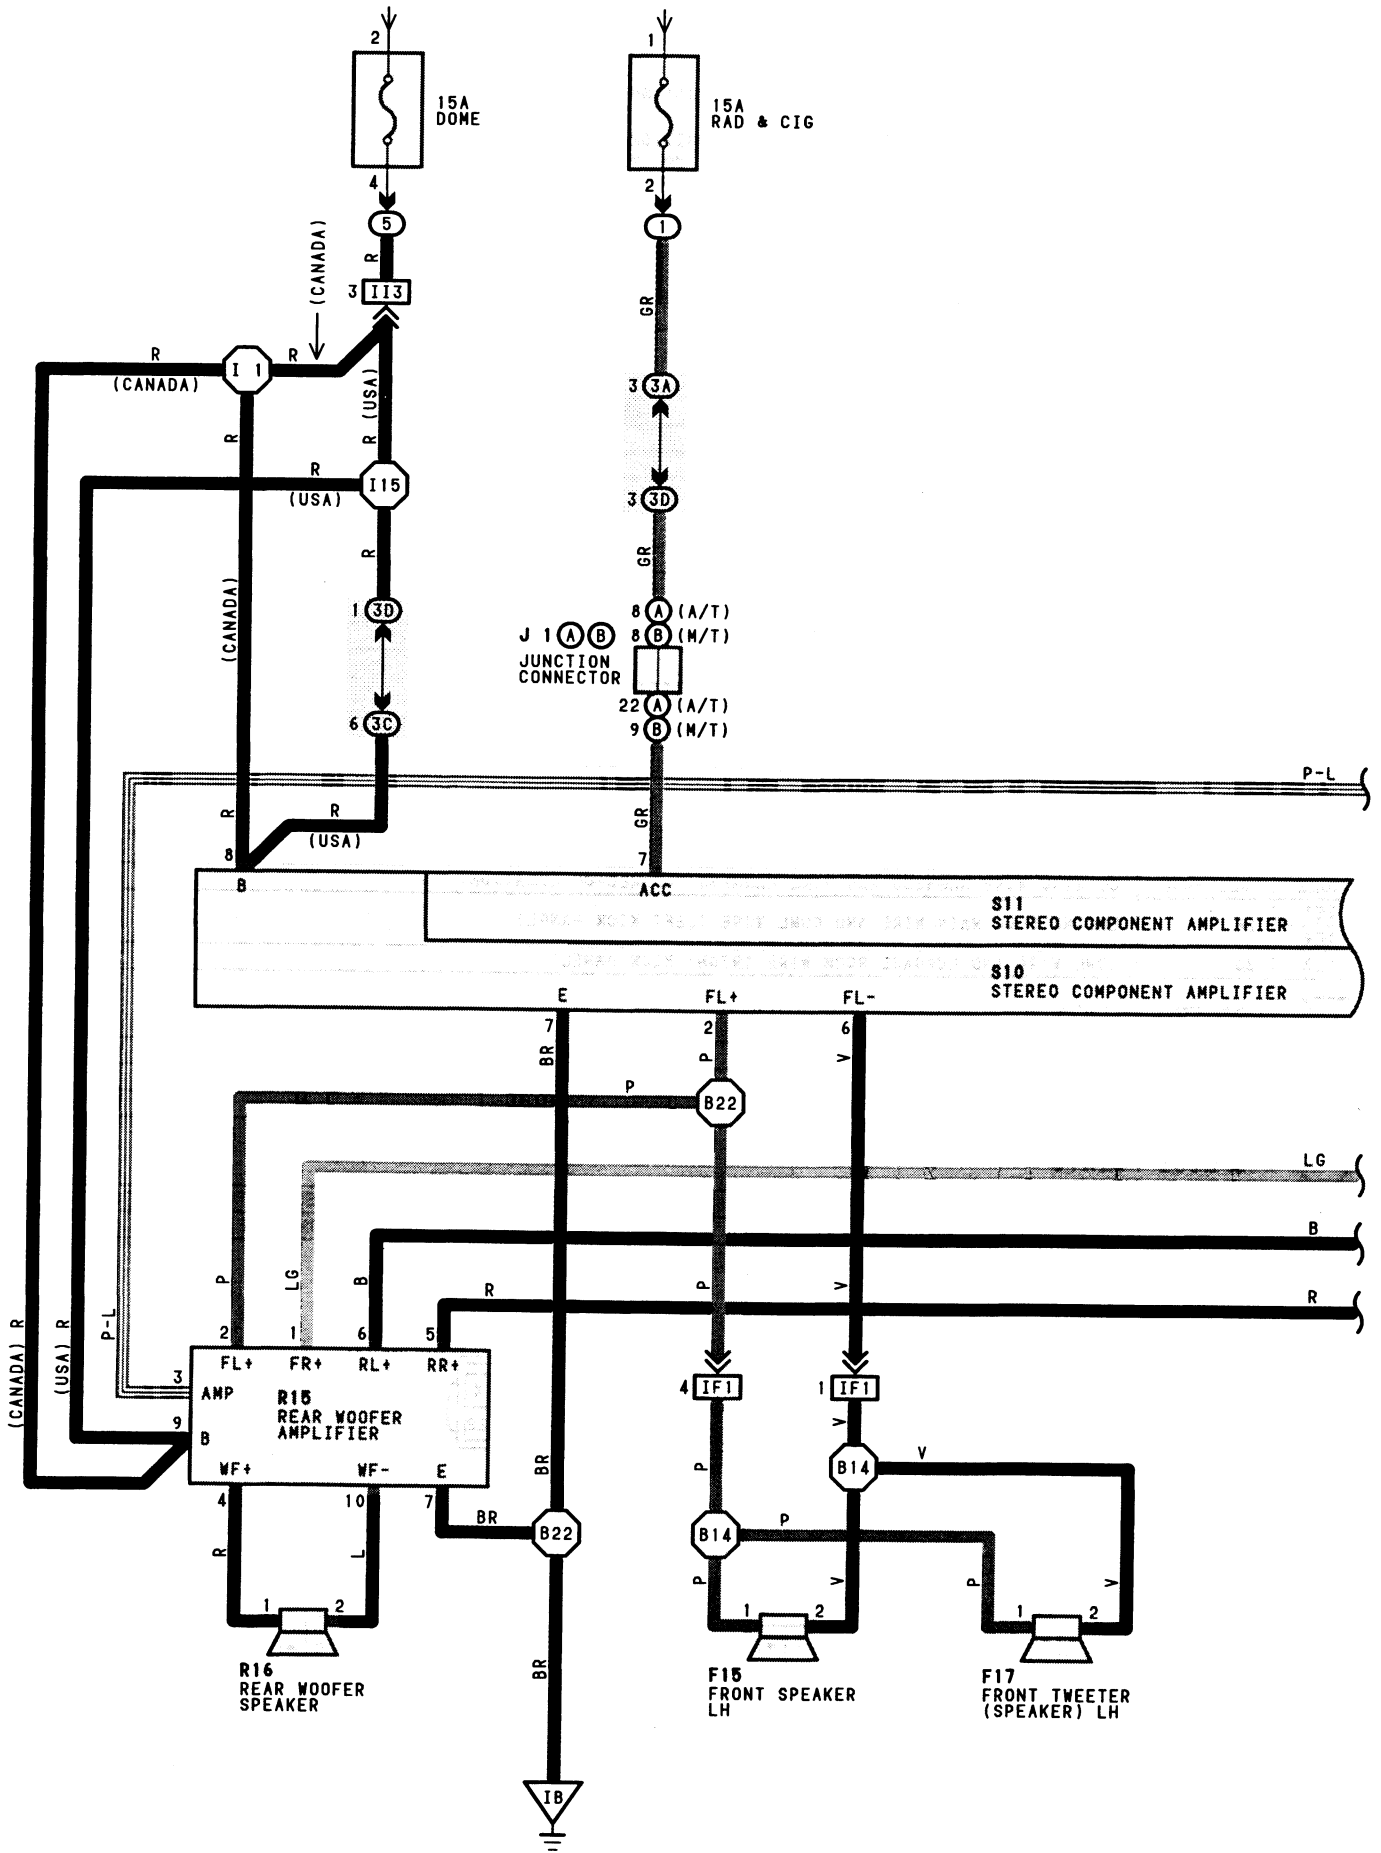 2
1
15A
DOME
15A
RAD & CIG
4
2
5
1
(CANADA)
R
3 II3
GR
R
(CANADA)
I 1
R
(USA)
3 3A
R
R
R
(USA)
I15
3 3D
R
GR
(CANADA)
1 3D
8 A (A/T)
J 1 A B
8 B (M/T)
JUNCTION
CONNECTOR
22 A (A/T)
6 3C
9 B (M/T)
P-L
R
R
(USA)
GR
8
7
B
ACC
S11
STEREO COMPONENT AMPLIFIER
S10
STEREO COMPONENT AMPLIFIER
E
FL+
FL-
7
2
6
BR
P
V
P
B22
LG
B
P
LG
B
R
P
V
R
(CANADA) R
(USA) R
P-L
2
1
6
5
FL+
FR+
RL+
RR+
3
AMP
R15
REAR WOOFER
AMPLIFIER
4 IF1
1 IF1
9
B
V
WF+
WF-
E
BR
P
B14
V
4
10
7
BR
B22
B14
P
R
L
P
V
P
V
1
2
1
2
1
2
R16
REAR WOOFER
SPEAKER
BR
F15
FRONT SPEAKER
LH
F17
FRONT TWEETER
(SPEAKER) LH
IB